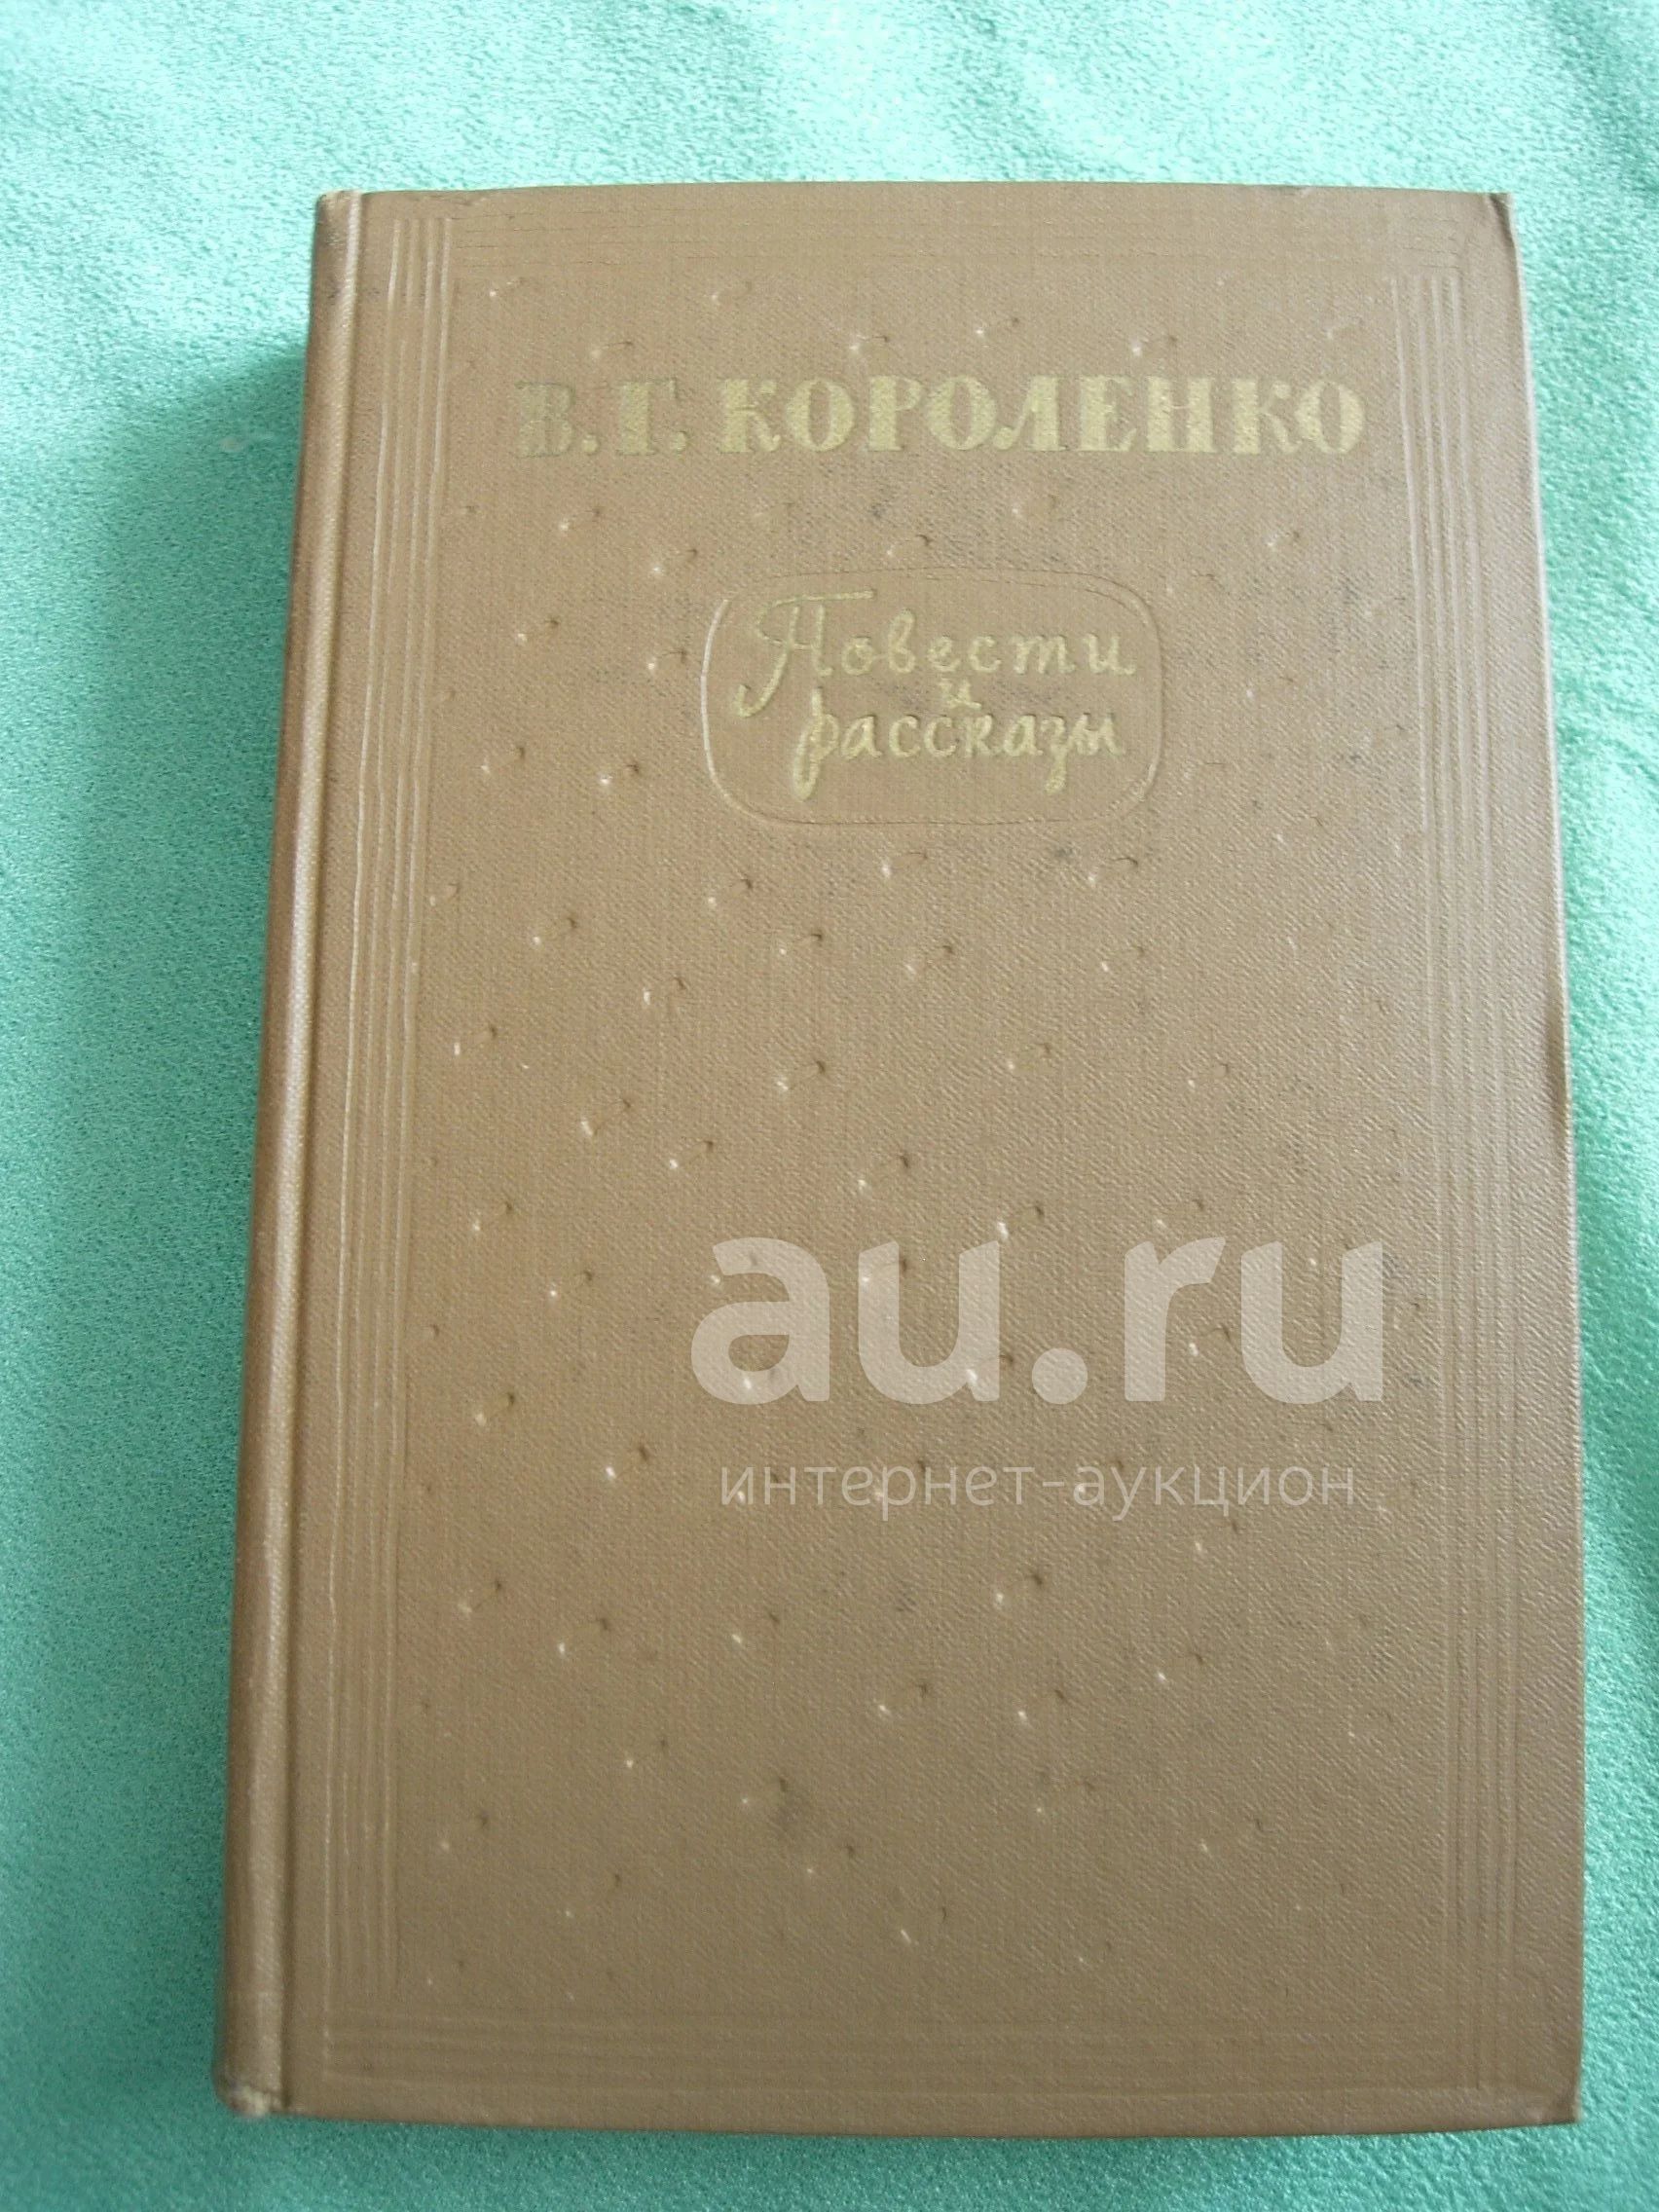 В.Г. КОРОЛЕНКО
Повести
и
рассказы
au.ru
интернет-аукцион